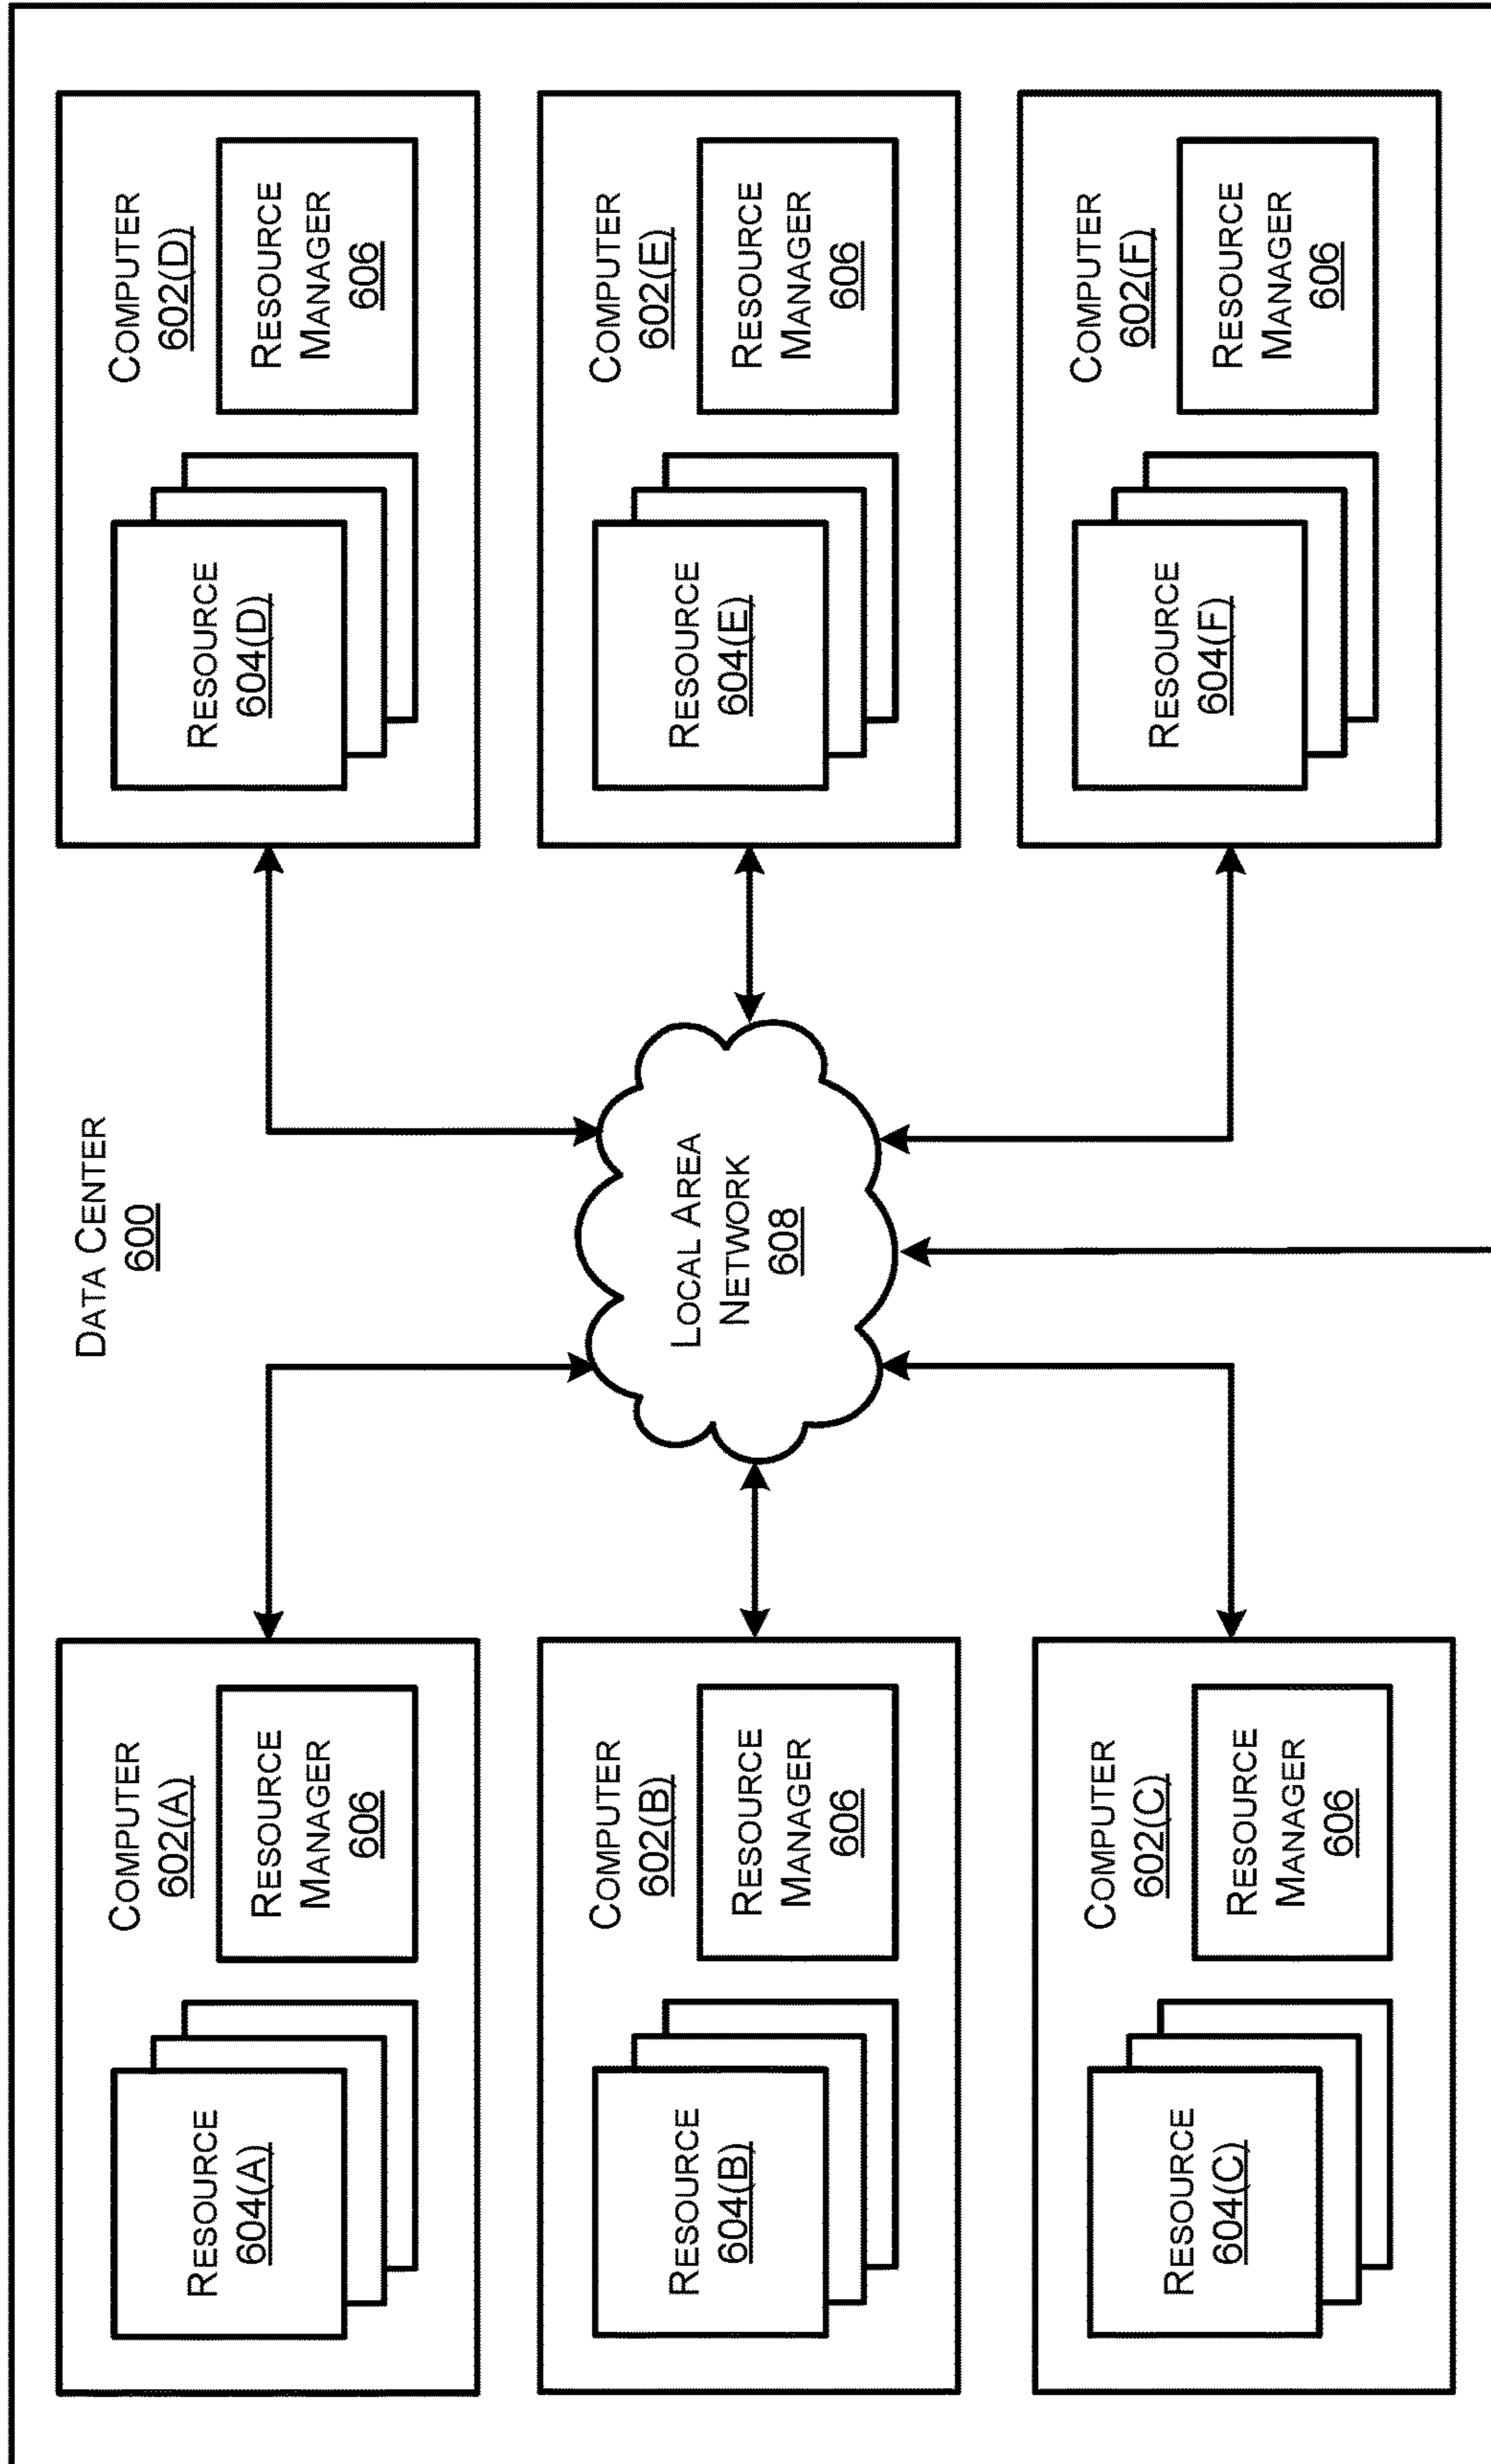 DATA CENTER
600
COMPUTER
602(A)
RESOURCE
604(A)
RESOURCE
MANAGER
606
COMPUTER
602(D)
RESOURCE
604(D)
RESOURCE
MANAGER
606
COMPUTER
602(B)
RESOURCE
604(B)
RESOURCE
MANAGER
606
LOCAL AREA
NETWORK
608
COMPUTER
602(E)
RESOURCE
604(E)
RESOURCE
MANAGER
606
COMPUTER
602(C)
RESOURCE
604(C)
RESOURCE
MANAGER
606
COMPUTER
602(F)
RESOURCE
604(F)
RESOURCE
MANAGER
606